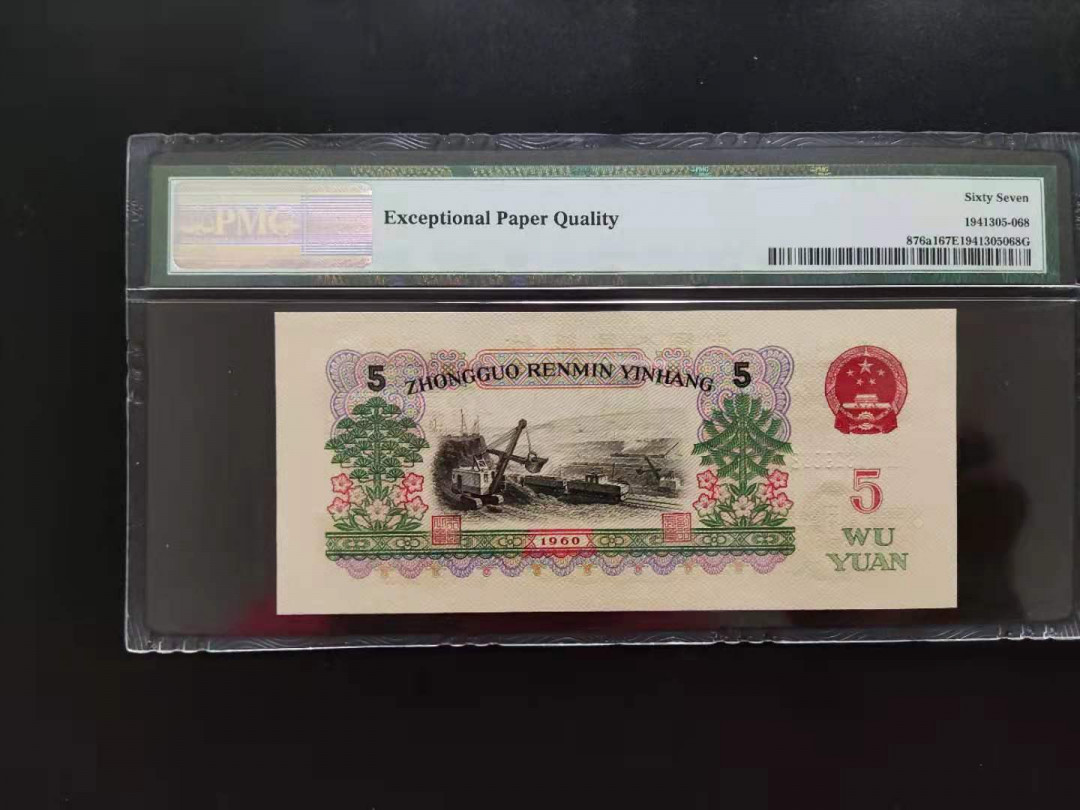 PMG
Exceptional Paper Quality
Sixty Seven
1941305-068
876a167E1941305068G
5 ZHONGGUO RENMIN YINHANG 5
5
WU
YUAN
1960